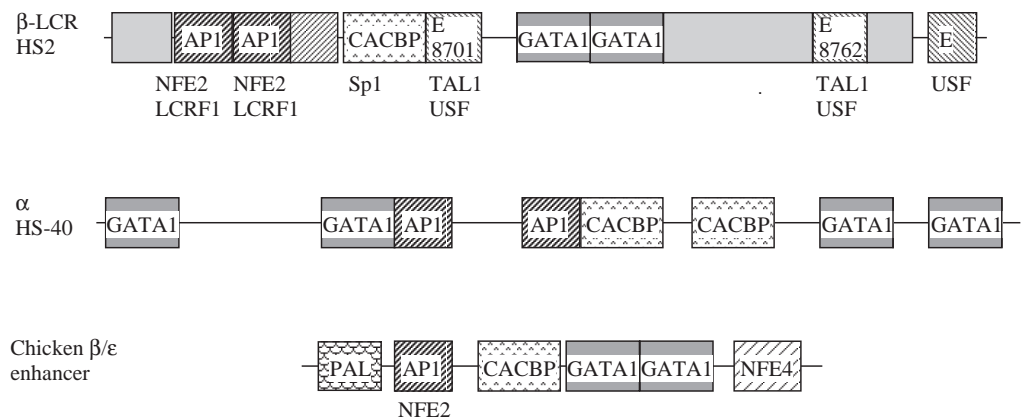 β-LCR
HS2
AP1 AP1 CACBP E 8701 GATA1 GATA1 E 8762 E
NFE2 NFE2 Sp1 TAL1 TAL1 USF
LCRF1 LCRF1 USF USF
α
HS-40
GATA1 GATA1 AP1 AP1 CACBP CACBP GATA1 GATA1
Chicken β/ε
enhancer
PAL AP1 CACBP GATA1 GATA1 NFE4
NFE2